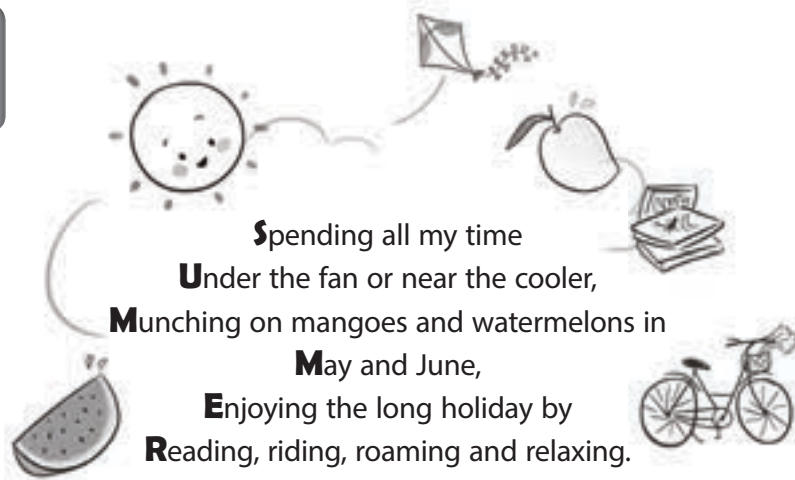 Spending all my time
Under the fan or near the cooler,
Munching on mangoes and watermelons in
May and June,
Enjoying the long holiday by
Reading, riding, roaming and relaxing.